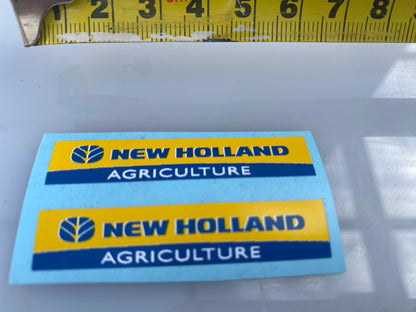 2 3 4 5 6 7 8
NEW HOLLAND
AGRICULTURE
NEW HOLLAND
AGRICULTURE